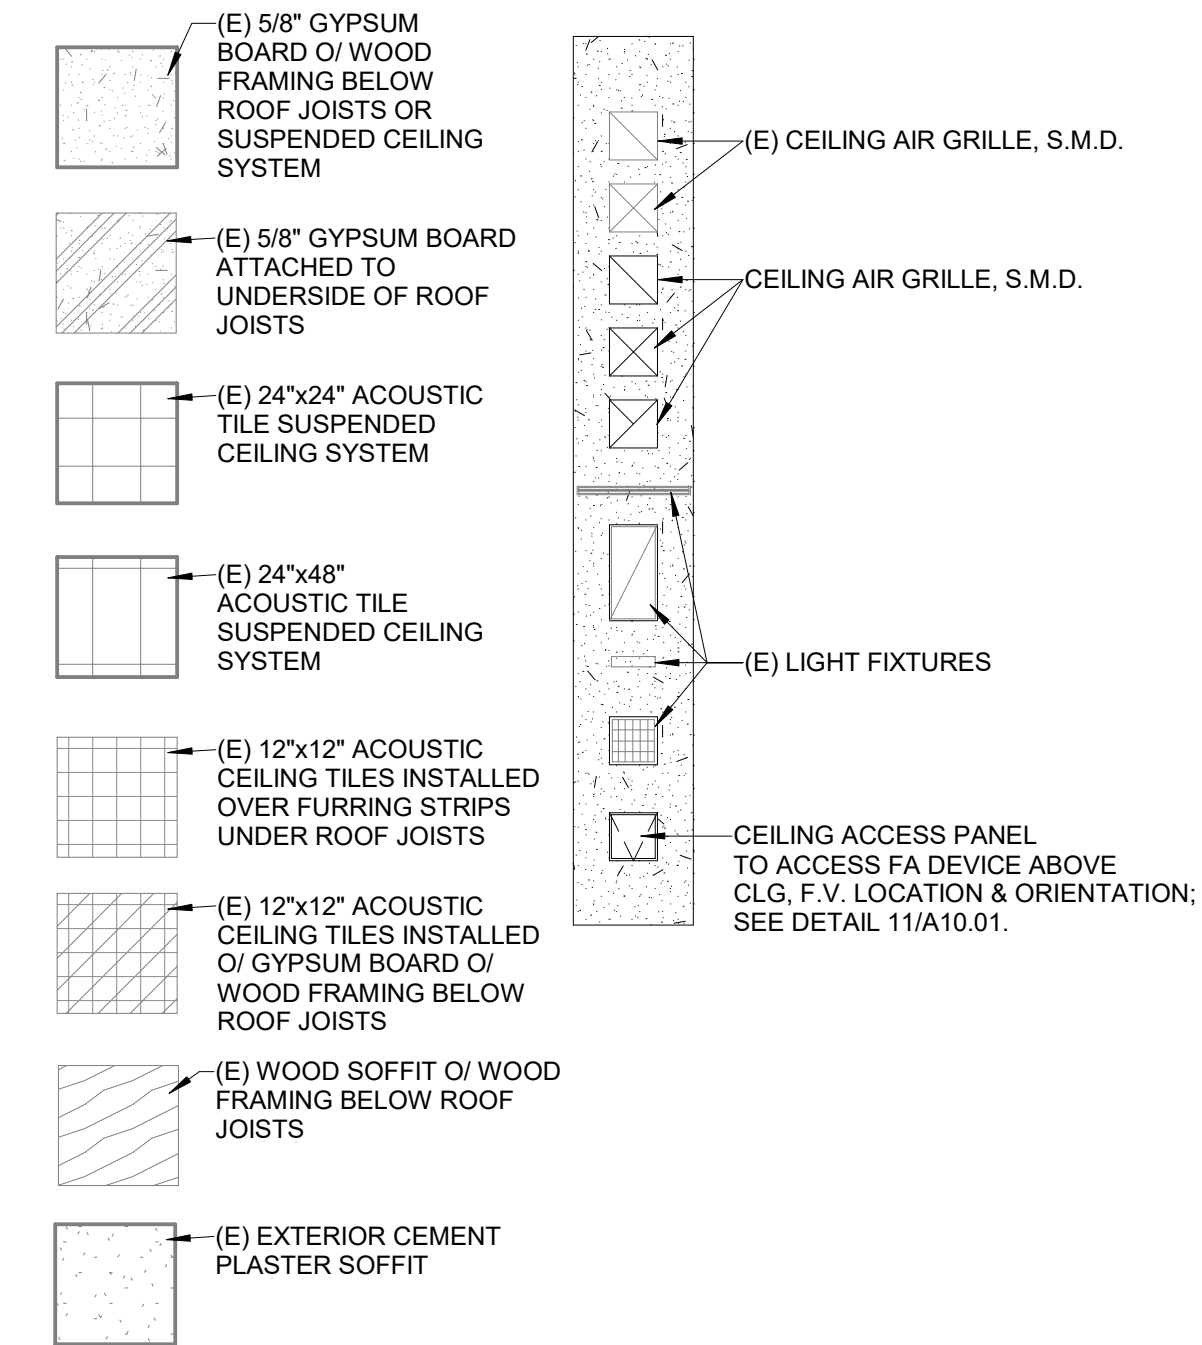 (E) 5/8" GYPSUM
BOARD O/ WOOD
FRAMING BELOW
ROOF JOISTS OR
SUSPENDED CEILING
SYSTEM
(E) 5/8" GYPSUM BOARD
ATTACHED TO
UNDERSIDE OF ROOF
JOISTS
(E) 24"x24" ACOUSTIC
TILE SUSPENDED
CEILING SYSTEM
(E) 24"x48"
ACOUSTIC TILE
SUSPENDED CEILING
SYSTEM
(E) 12"x12" ACOUSTIC
CEILING TILES INSTALLED
OVER FURRING STRIPS
UNDER ROOF JOISTS
(E) 12"x12" ACOUSTIC
CEILING TILES INSTALLED
O/ GYPSUM BOARD O/
WOOD FRAMING BELOW
ROOF JOISTS
(E) WOOD SOFFIT O/ WOOD
FRAMING BELOW ROOF
JOISTS
(E) EXTERIOR CEMENT
PLASTER SOFFIT
(E) CEILING AIR GRILLE, S.M.D.
CEILING AIR GRILLE, S.M.D.
(E) LIGHT FIXTURES
CEILING ACCESS PANEL
TO ACCESS FA DEVICE ABOVE
CLG, F.V. LOCATION & ORIENTATION;
SEE DETAIL 11/A10.01.